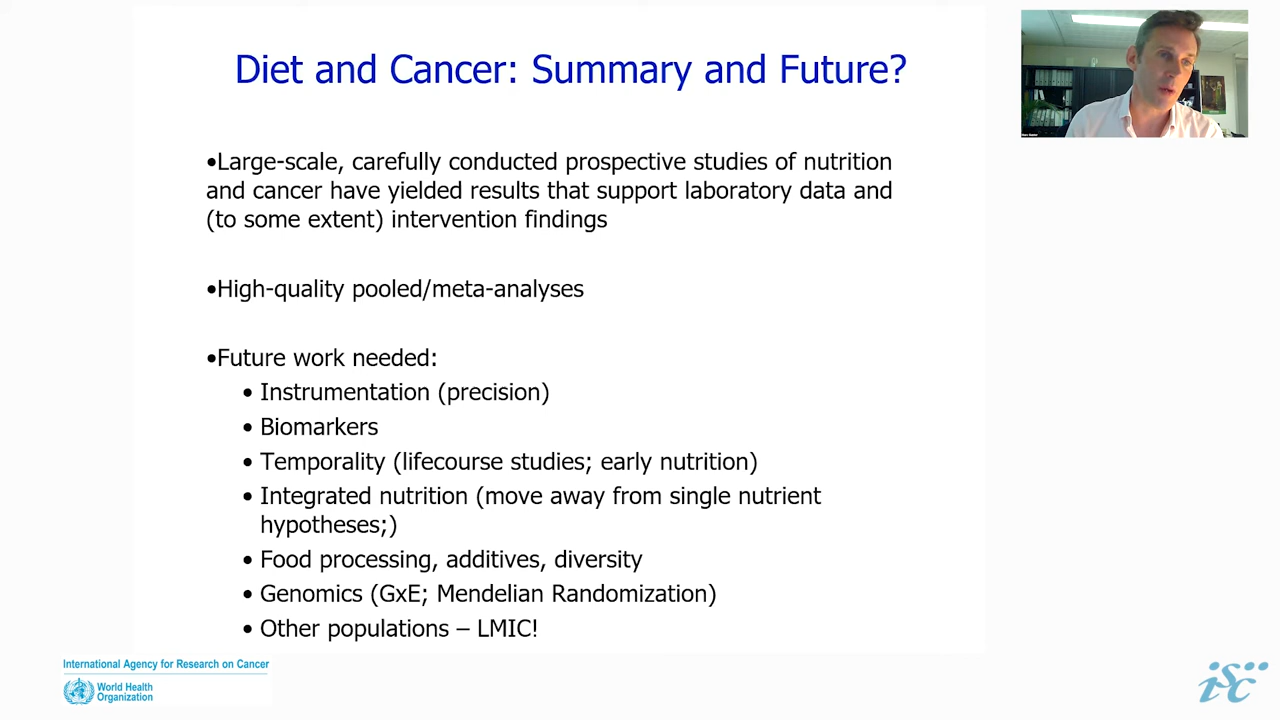 Diet and Cancer: Summary and Future?
•Large-scale, carefully conducted prospective studies of nutrition
and cancer have yielded results that support laboratory data and
(to some extent) intervention findings
•High-quality pooled/meta-analyses
•Future work needed:
• Instrumentation (precision)
• Biomarkers
• Temporality (lifecourse studies; early nutrition)
• Integrated nutrition (move away from single nutrient
hypotheses;)
• Food processing, additives, diversity
• Genomics (GxE; Mendelian Randomization)
• Other populations – LMIC!
International Agency for Research on Cancer
World Health
Organization
isc